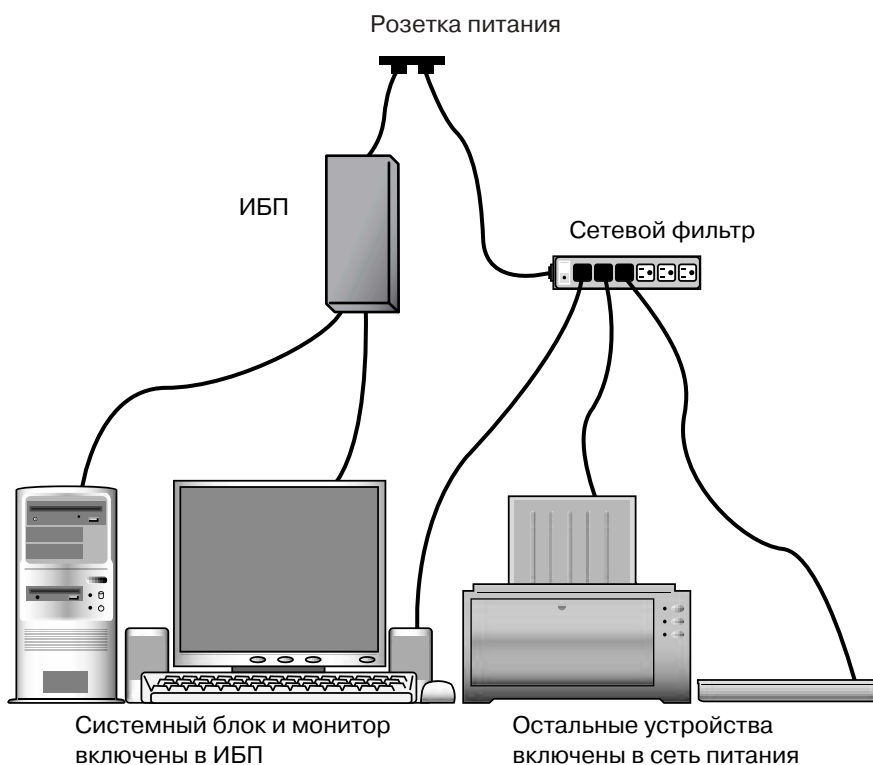 Розетка питания
ИБП
Сетевой фильтр
Системный блок и монитор
включены в ИБП
Остальные устройства
включены в сеть питания